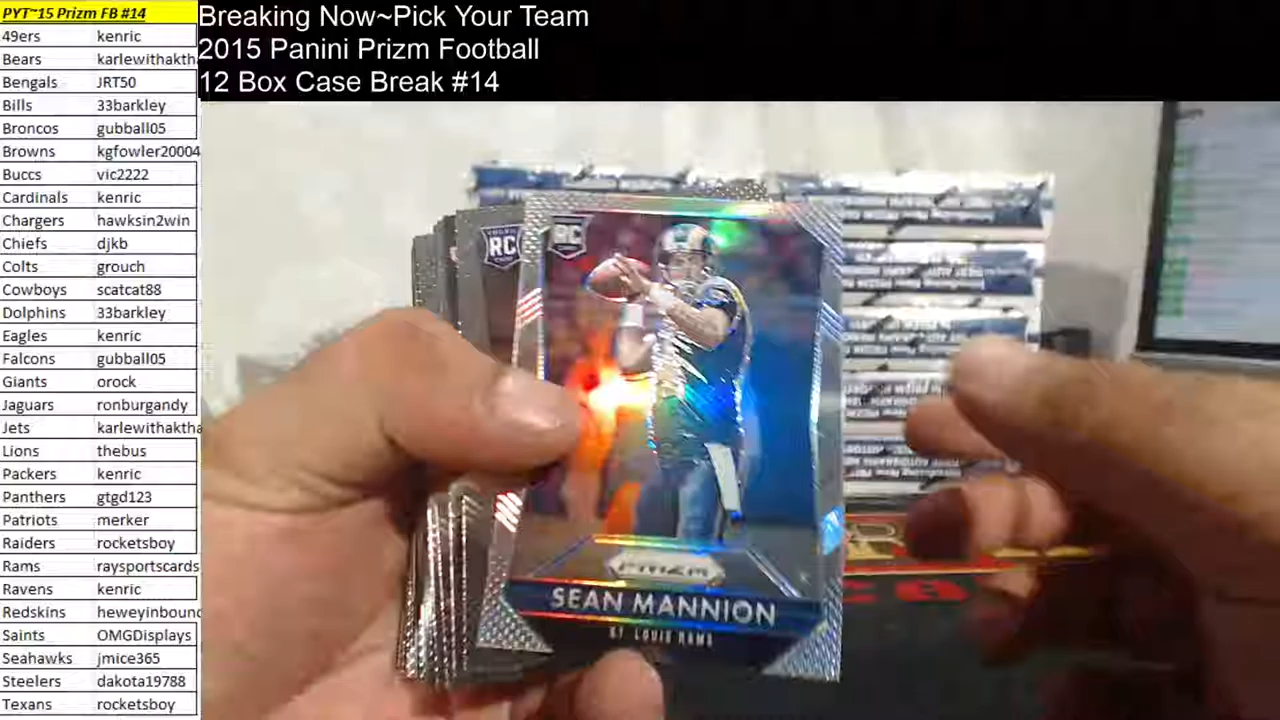 PYT~15 Prizm FB #14
49ers kenric
Bears karlewithakth
Bengals JRT50
Bills 33barkley
Broncos gubball05
Browns kgfowler20004
Buccs vic2222
Cardinals kenric
Chargers hawksin2win
Chiefs djkb
Colts grouch
Cowboys scatcat88
Dolphins 33barkley
Eagles kenric
Falcons gubball05
Giants orock
Jaguars ronburgandy
Jets karlewithaktha
Lions thebus
Packers kenric
Panthers gtgd123
Patriots merker
Raiders rocketsboy
Rams raysportscards
Ravens kenric
Redskins heweyinbound
Saints OMGDisplays
Seahawks jmice365
Steelers dakota19788
Texans rocketsboy
Breaking Now~Pick Your Team
2015 Panini Prizm Football
12 Box Case Break #14
RC
RC
PRIZM
SEAN MANNION
ST. LOUIS RAMS